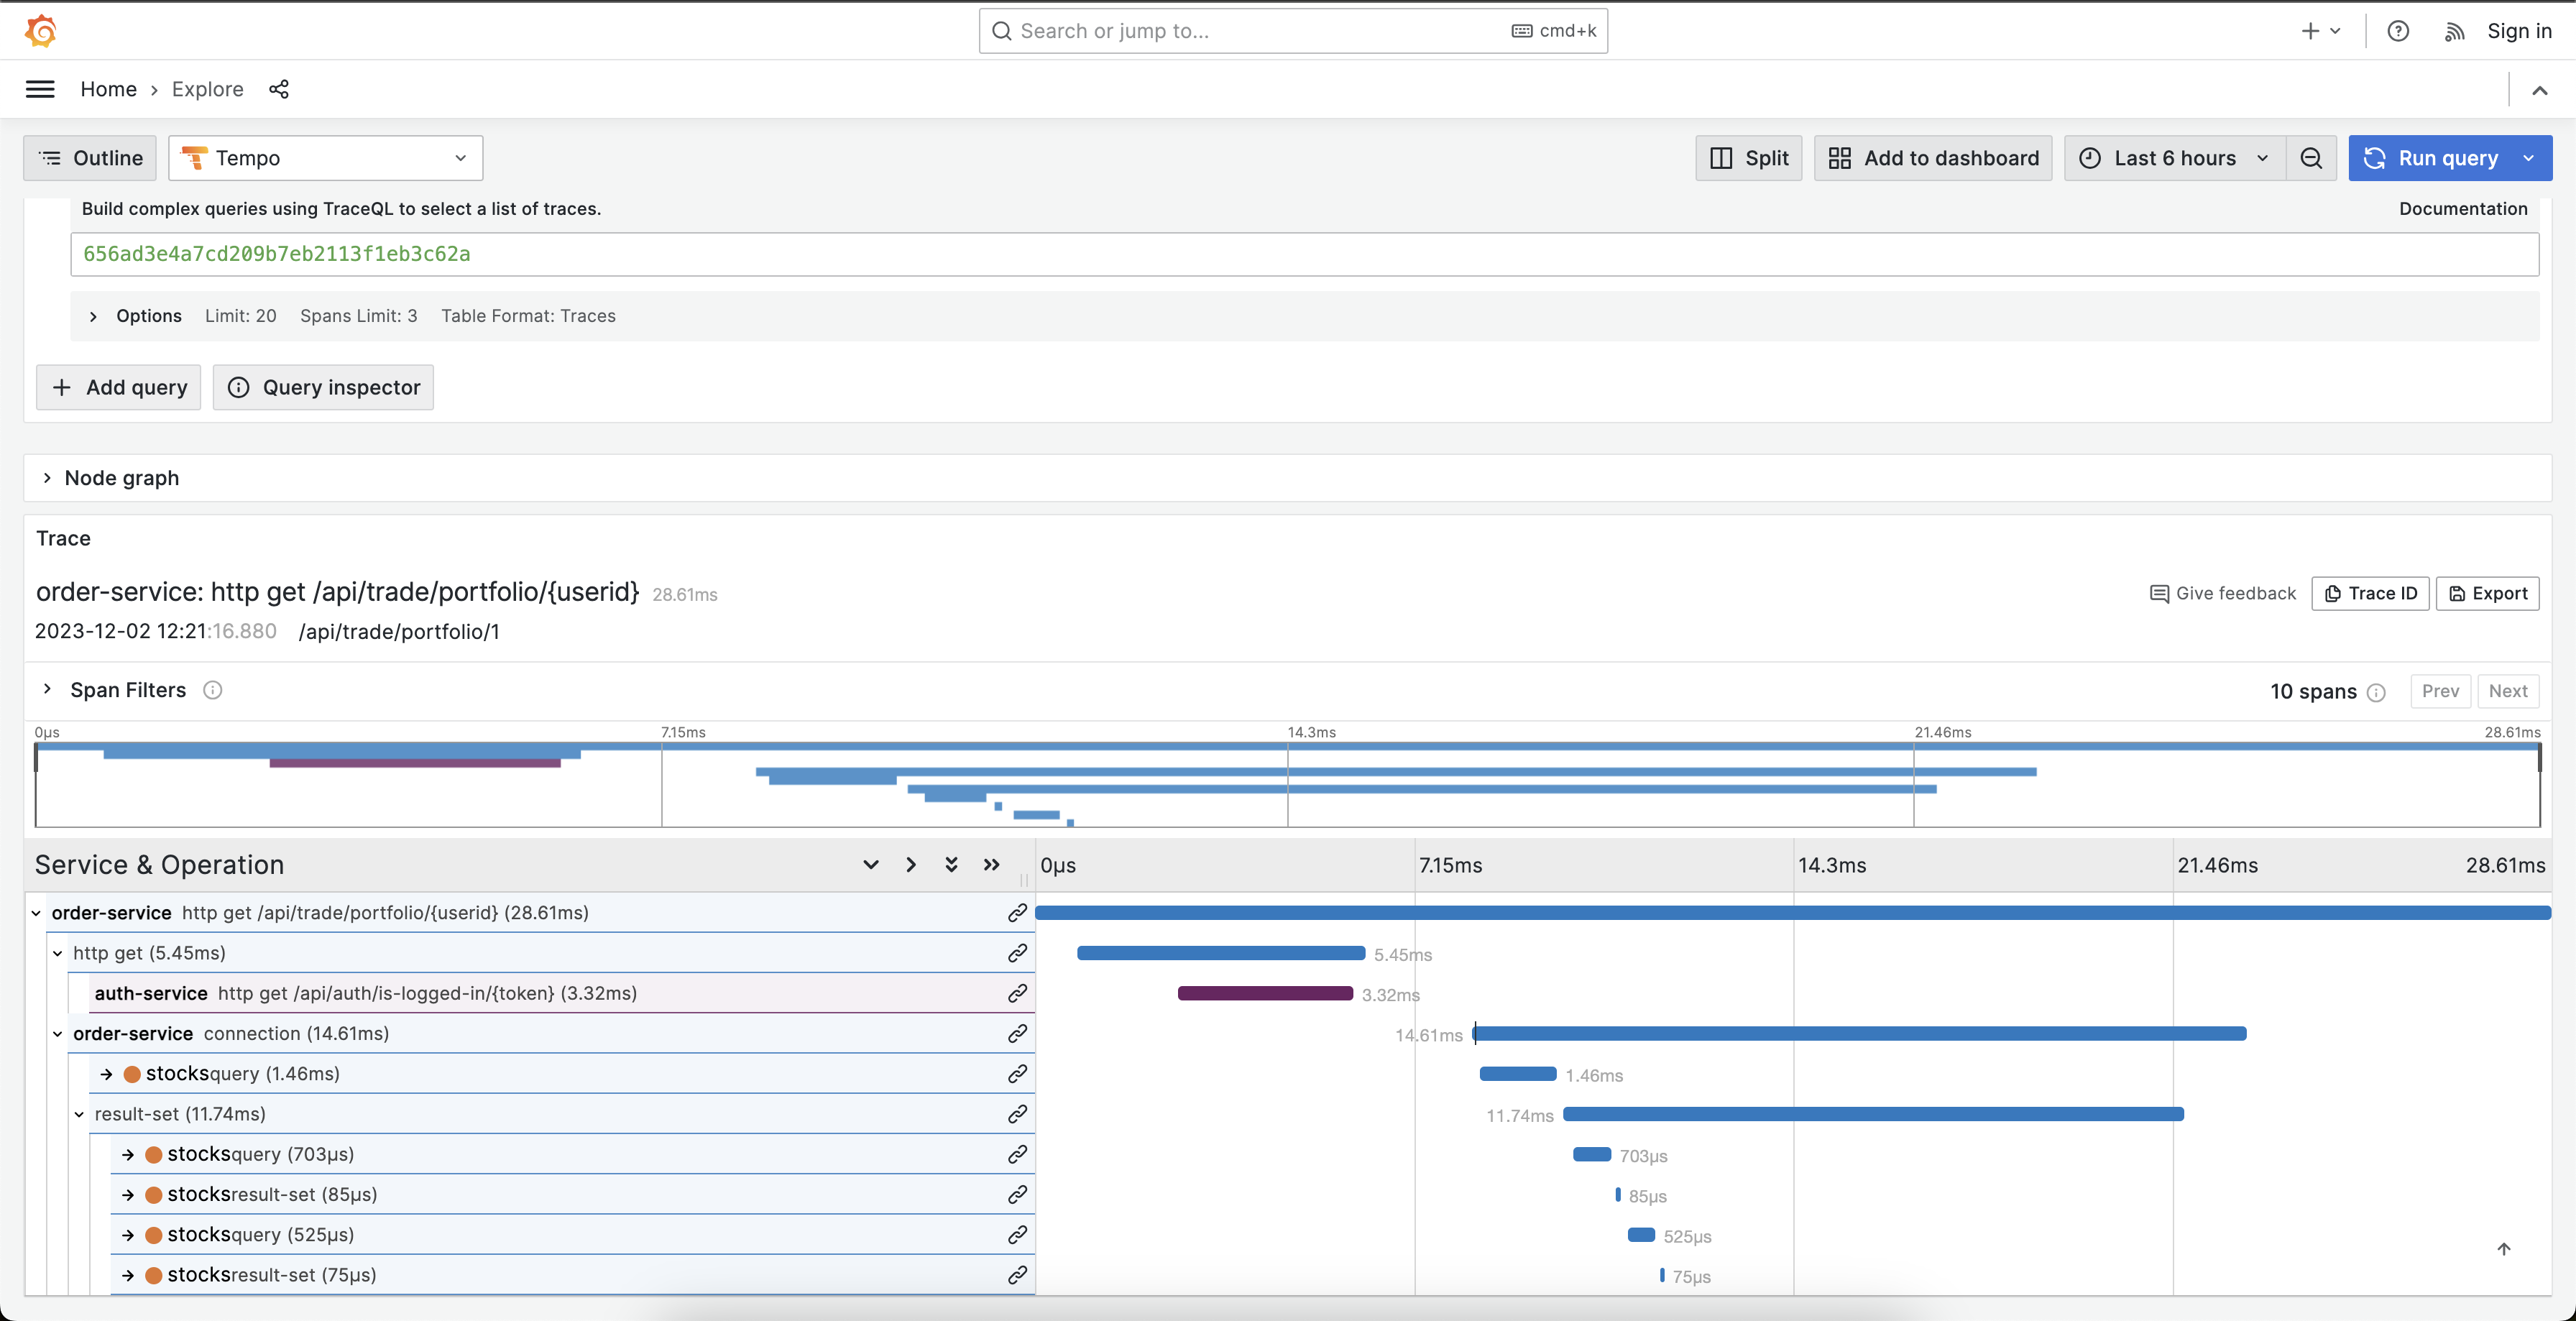 Search or jump to... cmd+k Sign in
Home › Explore
Outline Tempo Split Add to dashboard Last 6 hours Run query
Build complex queries using TraceQL to select a list of traces. Documentation
656ad3e4a7cd209b7eb2113f1eb3c62a
Options Limit: 20 Spans Limit: 3 Table Format: Traces
+ Add query Query inspector
Node graph
Trace
order-service: http get /api/trade/portfolio/{userid} 28.61ms
Give feedback Trace ID Export
2023-12-02 12:21:16.880 /api/trade/portfolio/1
Span Filters 10 spans Prev Next
0μs 7.15ms 14.3ms 21.46ms 28.61ms
Service & Operation 0μs 7.15ms 14.3ms 21.46ms 28.61ms
order-service http get /api/trade/portfolio/{userid} (28.61ms)
http get (5.45ms) 5.45ms
auth-service http get /api/auth/is-logged-in/{token} (3.32ms) 3.32ms
order-service connection (14.61ms) 14.61ms
stocksquery (1.46ms) 1.46ms
result-set (11.74ms) 11.74ms
stocksquery (703μs) 703μs
stocksresult-set (85μs) 85μs
stocksquery (525μs) 525μs
stocksresult-set (75μs) 75μs